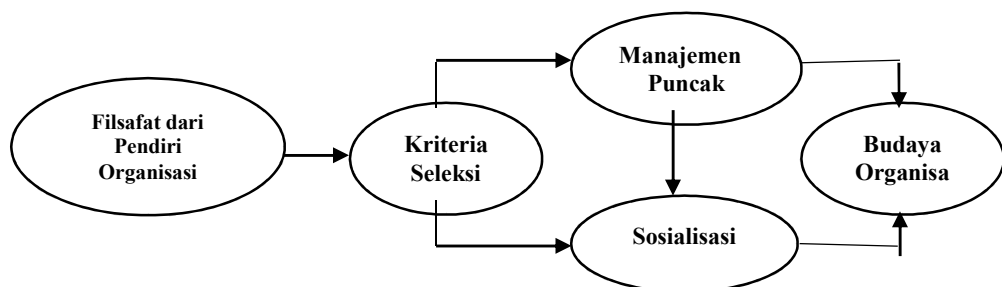 Filsafat dari
Pendiri
Organisasi
Kriteria
Seleksi
Manajemen
Puncak
Sosialisasi
Budaya
Organisa